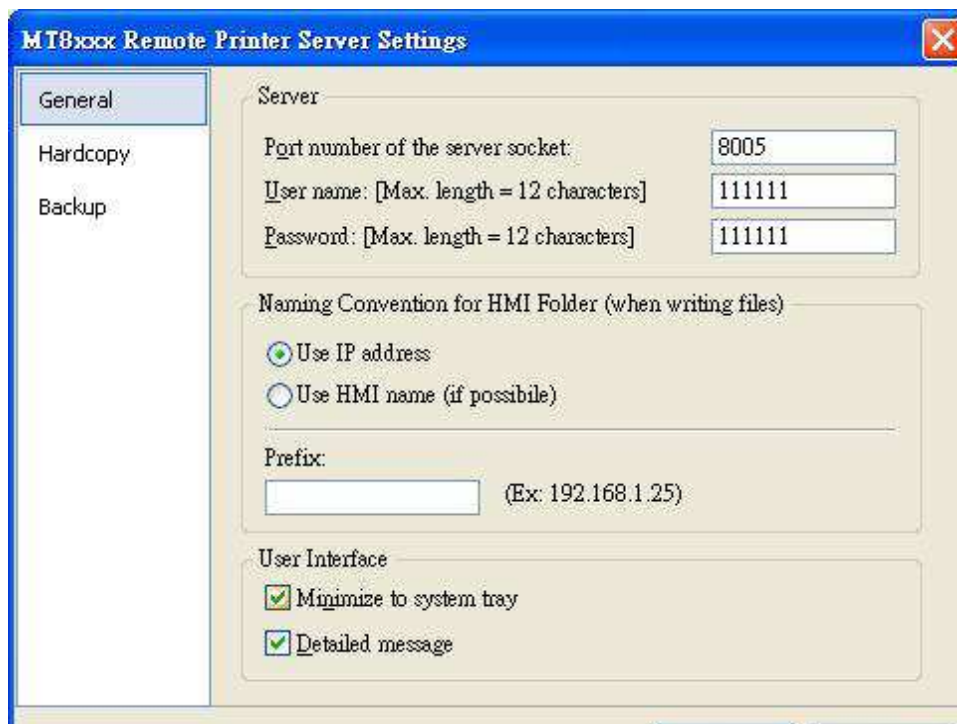 MT8xxx Remote Printer Server Settings
General
Hardcopy
Backup
Server
Port number of the server socket: 8005
User name: [Max. length = 12 characters] 111111
Password: [Max. length = 12 characters] 111111
Naming Convention for HMI Folder (when writing files)
Use IP address
Use HMI name (if possibile)
Prefix:
(Ex: 192.168.1.25)
User Interface
Minimize to system tray
Detailed message